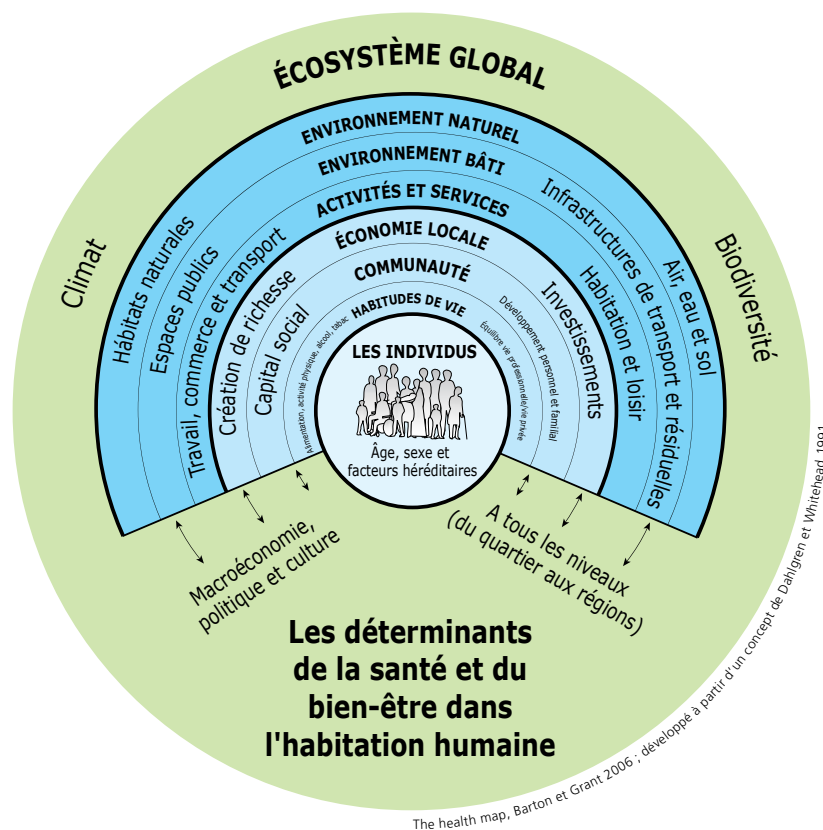 ÉCOSYSTÈME GLOBAL
Climat
Biodiversité
ENVIRONNEMENT NATUREL
Hábitats naturales
Air, eau et sol
ENVIRONNEMENT BÂTI
Espaces publics
Infrastructures de transport et résiduelles
ACTIVITÉS ET SERVICES
Travail, commerce et transport
Habitation et loisir
ÉCONOMIE LOCALE
Création de richesse
Investissements
COMMUNAUTÉ
Capital social
Développement personnel et familial
HABITUDES DE VIE
Alimentation, activité physique, alcool, tabac
Équilibre vie professionnelle/vie privée
LES INDIVIDUS
Âge, sexe et
facteurs héréditaires
Macroéconomie,
politique et culture
A tous les niveaux
(du quartier aux régions)
Les déterminants
de la santé et du
bien-être dans
l'habitation humaine
The health map, Barton et Grant 2006 ; développé à partir d'un concept de Dahlgren et Whitehead 1991